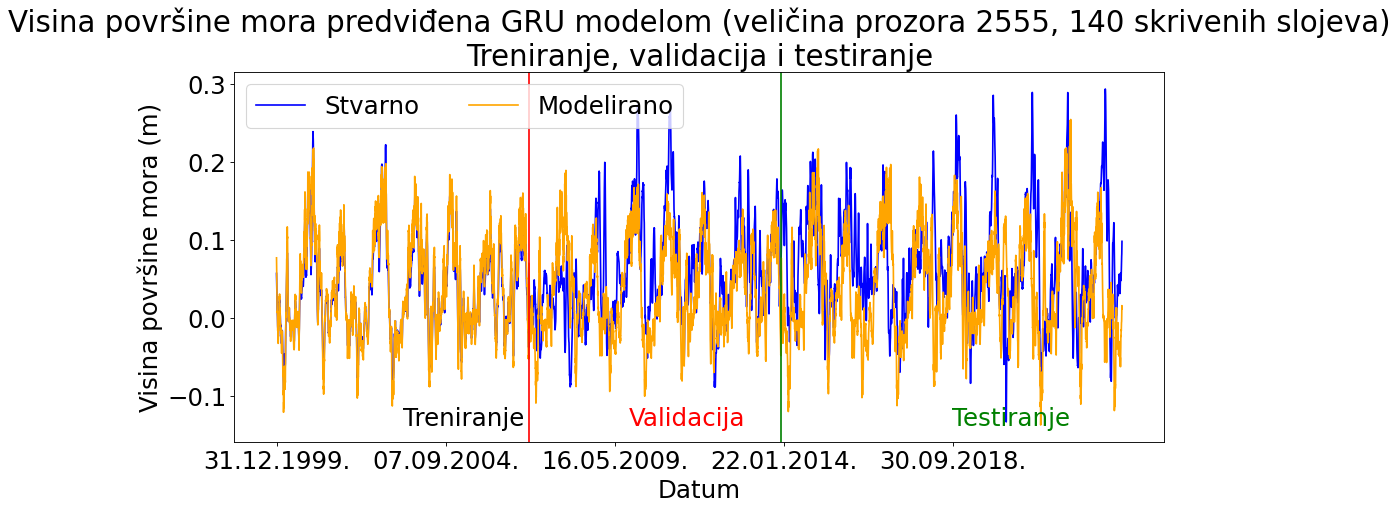 Visina površine mora predviđena GRU modelom (veličina prozora 2555, 140 skrivenih slojeva)
Treniranje, validacija i testiranje
Stvarno
Modelirano
Visina površine mora (m)
0.3
0.2
0.1
0.0
−0.1
Treniranje
Validacija
Testiranje
31.12.1999.
07.09.2004.
16.05.2009.
22.01.2014.
30.09.2018.
Datum